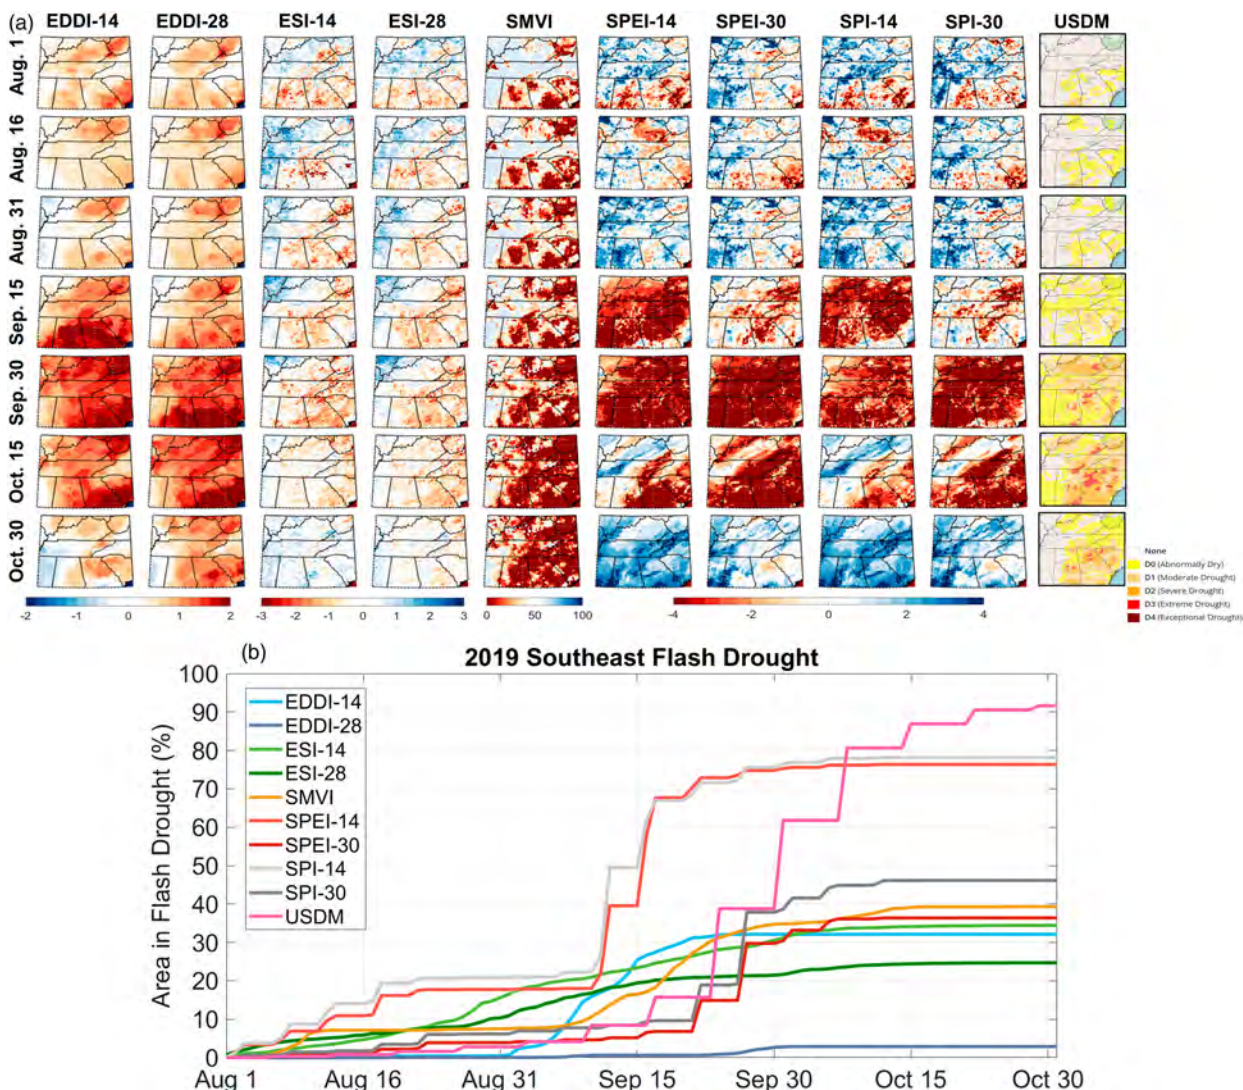 (a) EDDI-14 EDDI-28 ESI-14 ESI-28 SMVI SPEI-14 SPEI-30 SPI-14 SPI-30 USDM
Aug. 1
Aug. 16
Aug. 31
Sep. 15
Sep. 30
Oct. 15
Oct. 30
None
D0 (Abnormally Dry)
D1 (Moderate Drought)
D2 (Severe Drought)
D3 (Extreme Drought)
D4 (Exceptional Drought)
-2 -1 0 1 2 -3 -2 -1 0 1 2 3 0 50 100 -4 -2 0 2 4
(b) 2019 Southeast Flash Drought
Area in Flash Drought (%)
100
90
80
70
60
50
40
30
20
10
0
EDDI-14
EDDI-28
ESI-14
ESI-28
SMVI
SPEI-14
SPEI-30
SPI-14
SPI-30
USDM
Aug 1 Aug 16 Aug 31 Sep 15 Sep 30 Oct 15 Oct 30